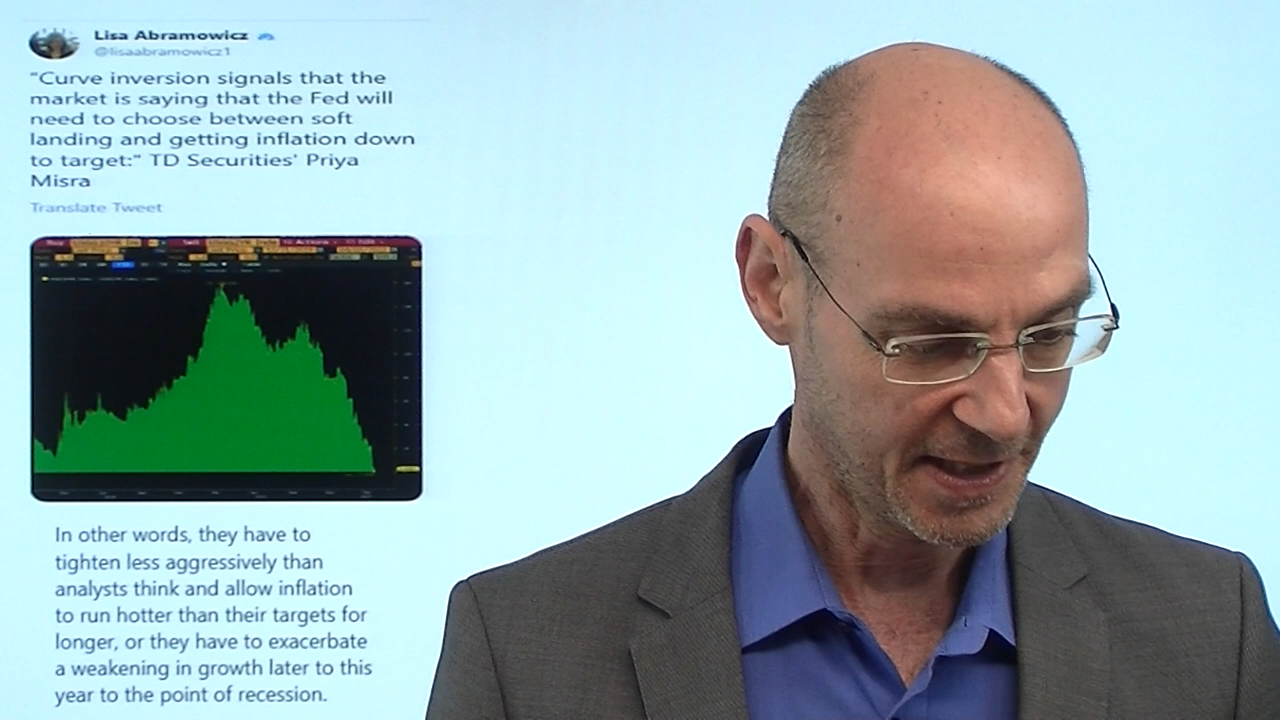 Lisa Abramowicz
@lisaabramowicz1
"Curve inversion signals that the
market is saying that the Fed will
need to choose between soft
landing and getting inflation down
to target:" TD Securities' Priya
Misra
Translate Tweet
In other words, they have to
tighten less aggressively than
analysts think and allow inflation
to run hotter than their targets for
longer, or they have to exacerbate
a weakening in growth later to this
year to the point of recession.